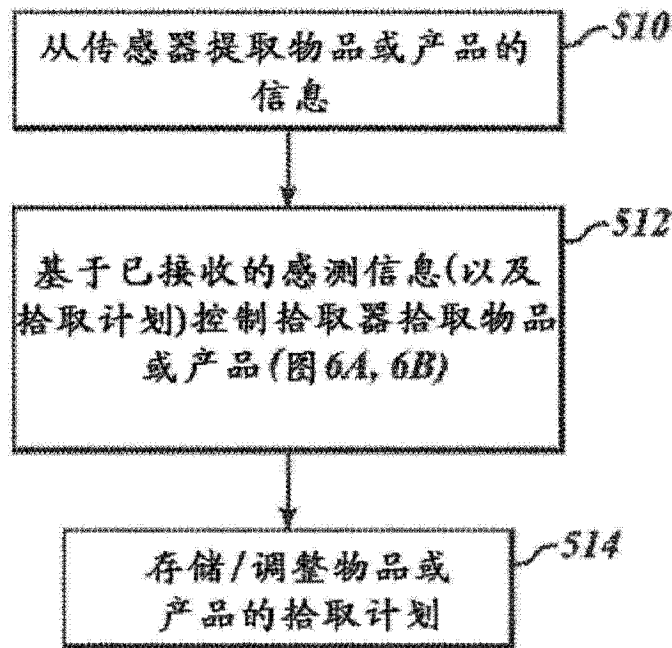 从传感器提取物品或产品的
信息
510
基于已接收的感测信息(以及
拾取计划)控制拾取器拾取物品
或产品(图6A, 6B)
512
存储/调整物品或
产品的拾取计划
514